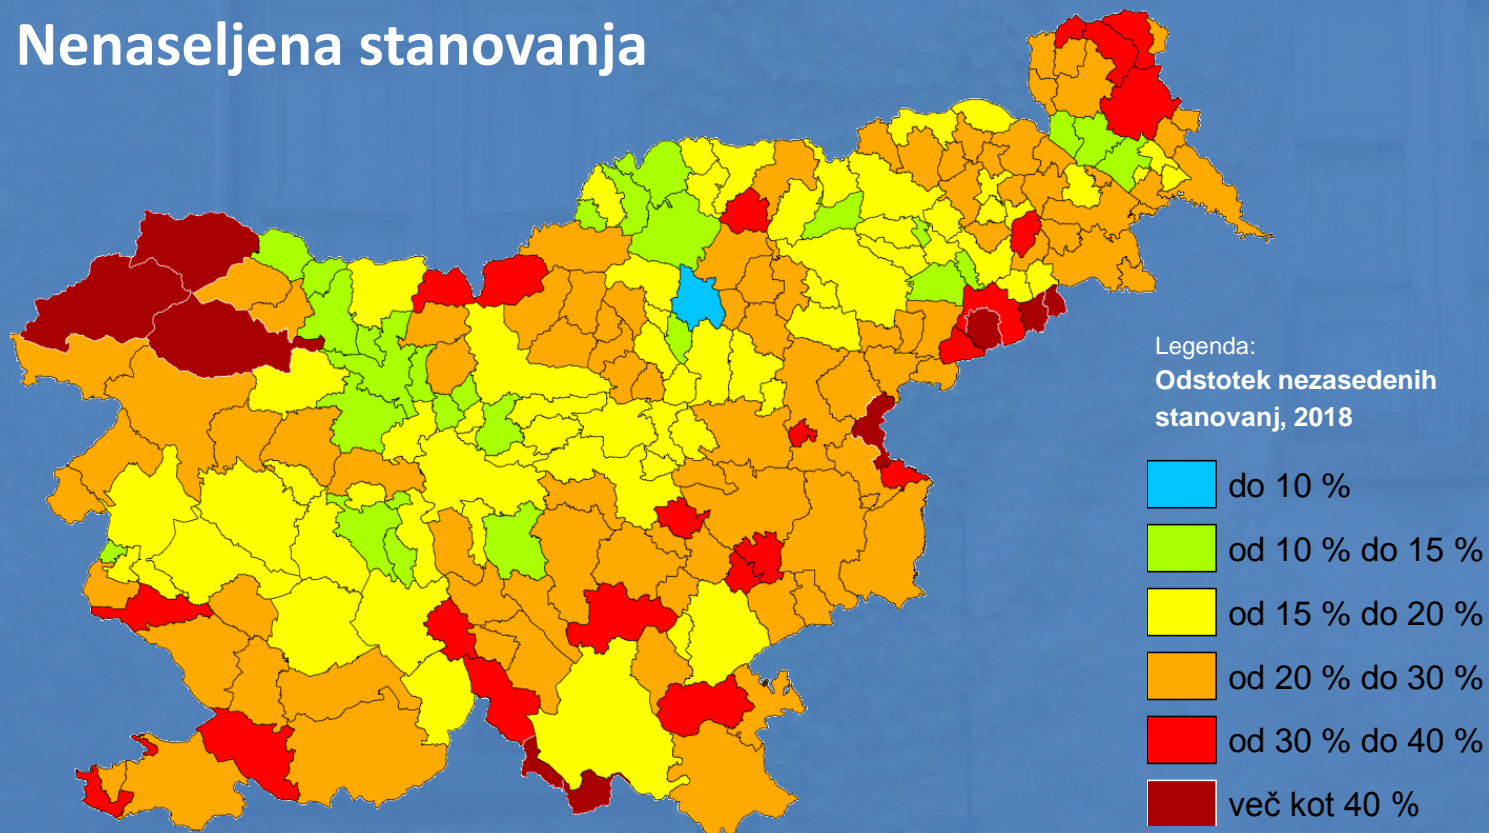 Nenaseljena stanovanja
Legenda:
Odstotek nezasedenih
stanovanj, 2018
do 10 %
od 10 % do 15 %
od 15 % do 20 %
od 20 % do 30 %
od 30 % do 40 %
več kot 40 %